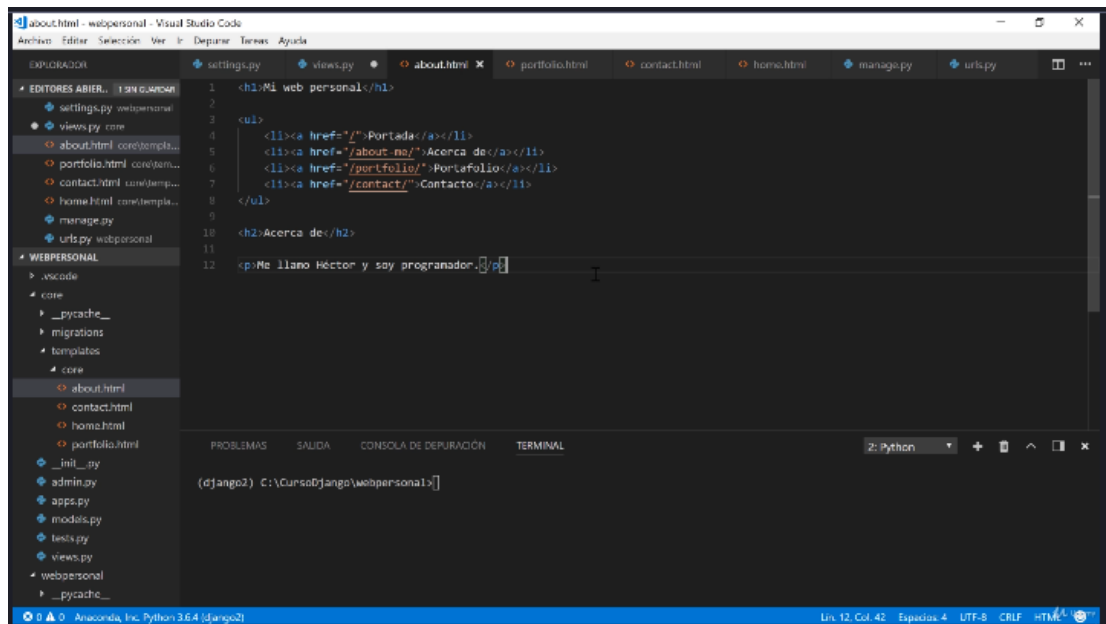 about.html - webpersonal - Visual Studio Code
Archivo Editar Selección Ver Ir Depurar Tareas Ayuda
EXPLORADOR
settings.py views.py about.html portfolio.html contact.html home.html manage.py urls.py
EDITORES ABIER.. 1 SIN GUARDAR
settings.py webpersonal
views.py core
about.html core\templa...
portfolio.html core\tem...
contact.html core\temp...
home.html core\templa...
manage.py
urls.py webpersonal
WEBPERSONAL
.vscode
core
__pycache__
migrations
templates
core
about.html
contact.html
home.html
portfolio.html
__init__.py
admin.py
apps.py
models.py
tests.py
views.py
webpersonal
__pycache__
1 <h1>Mi web personal</h1>
2
3 <ul>
4 <li><a href="/">Portada</a></li>
5 <li><a href="/about-me/">Acerca de</a></li>
6 <li><a href="/portfolio/">Portafolio</a></li>
7 <li><a href="/contact/">Contacto</a></li>
8 </ul>
9
10 <h2>Acerca de</h2>
11
12 <p>Me llamo Héctor y soy programador.</p>
PROBLEMAS SALIDA CONSOLA DE DEPURACIÓN TERMINAL 2: Python
(django2) C:\CursoDjango\webpersonal>
0 0 Anaconda, Inc. Python 3.6.4 (django2) Lín. 12, Col. 42 Espacios: 4 UTF-8 CRLF HTML